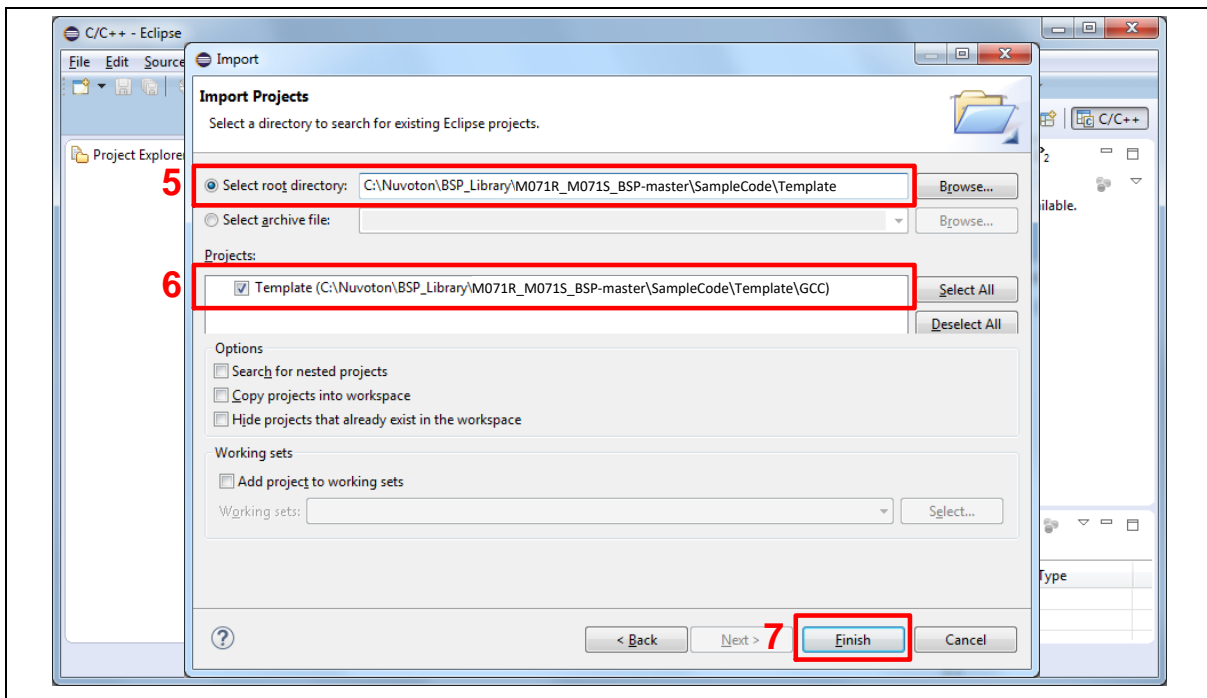 C/C++ - Eclipse
File Edit Source
Import
Import Projects
Select a directory to search for existing Eclipse projects.
C/C++
Project Explorer
5
Select root directory: C:\Nuvoton\BSP_Library\M071R_M071S_BSP-master\SampleCode\Template Browse...
Select archive file: Browse...
ilable.
Projects:
6
Template (C:\Nuvoton\BSP_Library\M071R_M071S_BSP-master\SampleCode\Template\GCC) Select All
Deselect All
Options
Search for nested projects
Copy projects into workspace
Hide projects that already exist in the workspace
Working sets
Add project to working sets
Working sets: Select...
Type
? < Back Next > 7 Finish Cancel